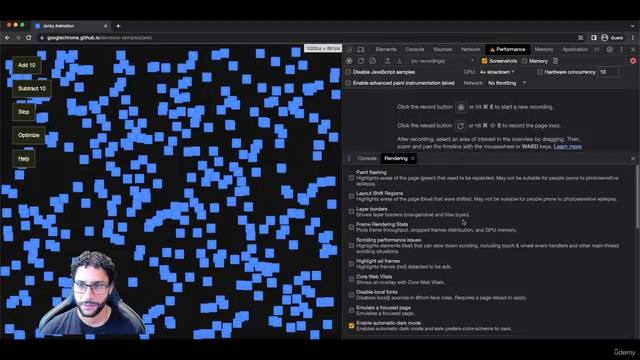 Janky Animation
googlechrome.github.io/devtools-samples/jank/
Guest
1028px × 891px
Add 10
Subtract 10
Stop
Optimize
Help
Elements
Console
Sources
Network
Performance
(no recordings)
Screenshots
Memory
Disable JavaScript samples
CPU: 4× slowdown
Hardware concurrency 10
Enable advanced paint instrumentation (slow)
Network: No throttling
Click the record button or hit ⌘ E to start a new recording.
Click the reload button or hit ⌘ ⇧ E to record the page load.
After recording, select an area of interest in the overview by dragging. Then,
zoom and pan the timeline with the mousewheel or WASD keys. Learn more
Console
Rendering
Paint flashing
Highlights areas of the page (green) that need to be repainted. May not be suitable for people prone to photosensitive
epilepsy.
Layout Shift Regions
Highlights areas of the page (blue) that were shifted. May not be suitable for people prone to photosensitive epilepsy.
Layer borders
Shows layer borders (orange/olive) and tiles (cyan).
Frame Rendering Stats
Plots frame throughput, dropped frames distribution, and GPU memory.
Scrolling performance issues
Highlights elements (teal) that can slow down scrolling, including touch & wheel event handlers and other main-thread
scrolling situations.
Highlight ad frames
Highlights frames (red) detected to be ads.
Core Web Vitals
Shows an overlay with Core Web Vitals.
Disable local fonts
Disables local() sources in @font-face rules. Requires a page reload to apply.
Emulate a focused page
Emulates a focused page.
Enable automatic dark mode
Enables automatic dark mode and sets prefers-color-scheme to dark.
ûdemy